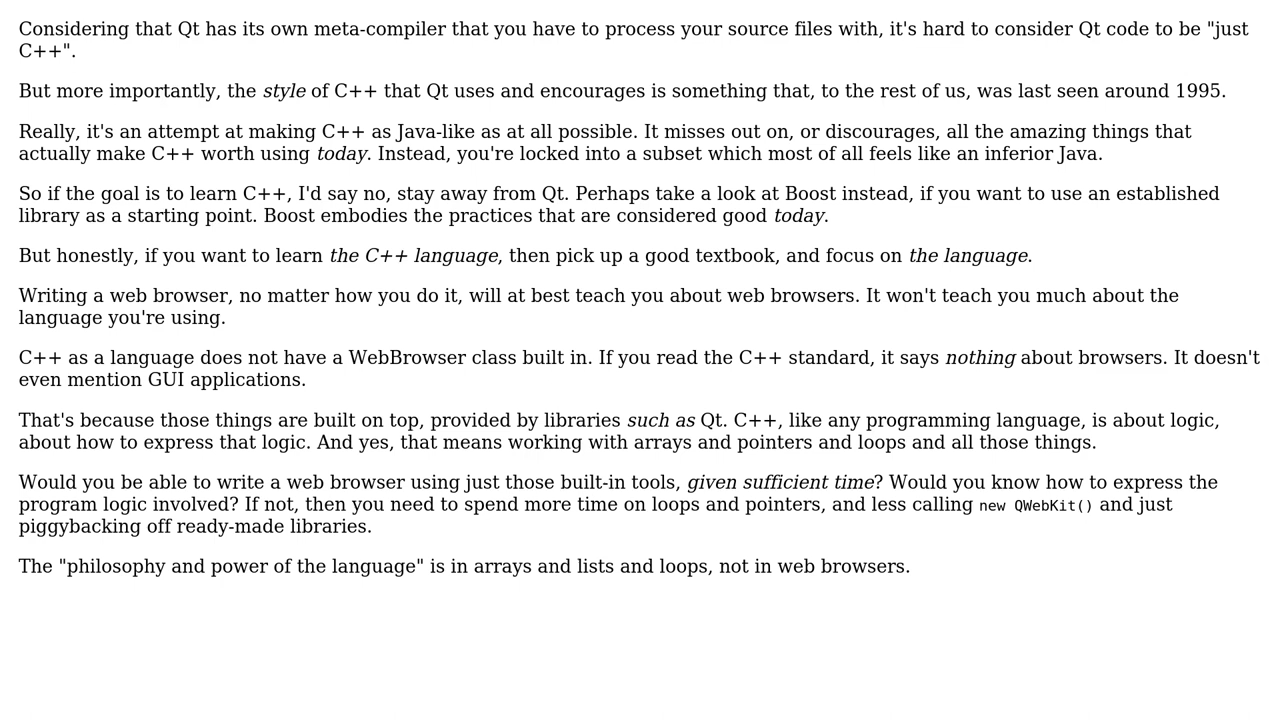 Considering that Qt has its own meta-compiler that you have to process your source files with, it's hard to consider Qt code to be "just
C++".
But more importantly, the style of C++ that Qt uses and encourages is something that, to the rest of us, was last seen around 1995.
Really, it's an attempt at making C++ as Java-like as at all possible. It misses out on, or discourages, all the amazing things that
actually make C++ worth using today. Instead, you're locked into a subset which most of all feels like an inferior Java.
So if the goal is to learn C++, I'd say no, stay away from Qt. Perhaps take a look at Boost instead, if you want to use an established
library as a starting point. Boost embodies the practices that are considered good today.
But honestly, if you want to learn the C++ language, then pick up a good textbook, and focus on the language.
Writing a web browser, no matter how you do it, will at best teach you about web browsers. It won't teach you much about the
language you're using.
C++ as a language does not have a WebBrowser class built in. If you read the C++ standard, it says nothing about browsers. It doesn't
even mention GUI applications.
That's because those things are built on top, provided by libraries such as Qt. C++, like any programming language, is about logic,
about how to express that logic. And yes, that means working with arrays and pointers and loops and all those things.
Would you be able to write a web browser using just those built-in tools, given sufficient time? Would you know how to express the
program logic involved? If not, then you need to spend more time on loops and pointers, and less calling new QWebKit() and just
piggybacking off ready-made libraries.
The "philosophy and power of the language" is in arrays and lists and loops, not in web browsers.